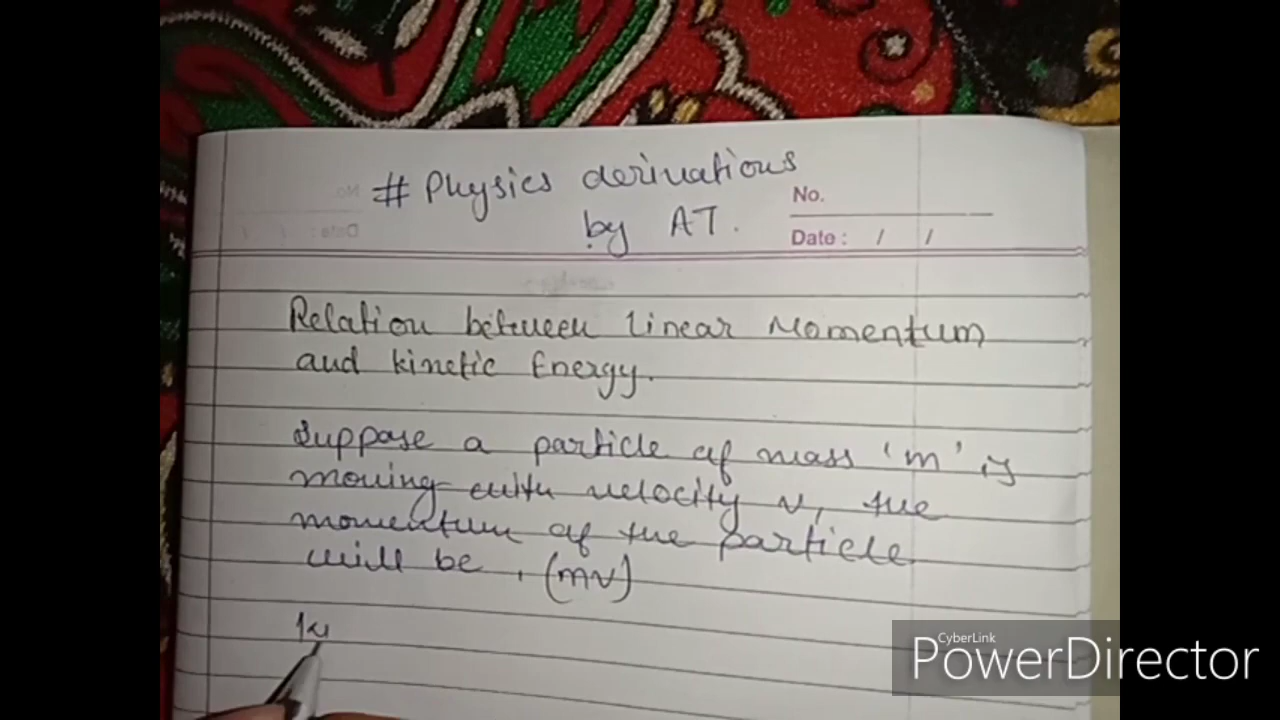 # Physics derivations
by AT.
No.
Date: / /
Relation between Linear Momentum
and kinetic Energy.
Suppose a particle of mass 'm' is
moving with velocity v, the
momentum of the particle
will be, (mv)
CyberLink
PowerDirector